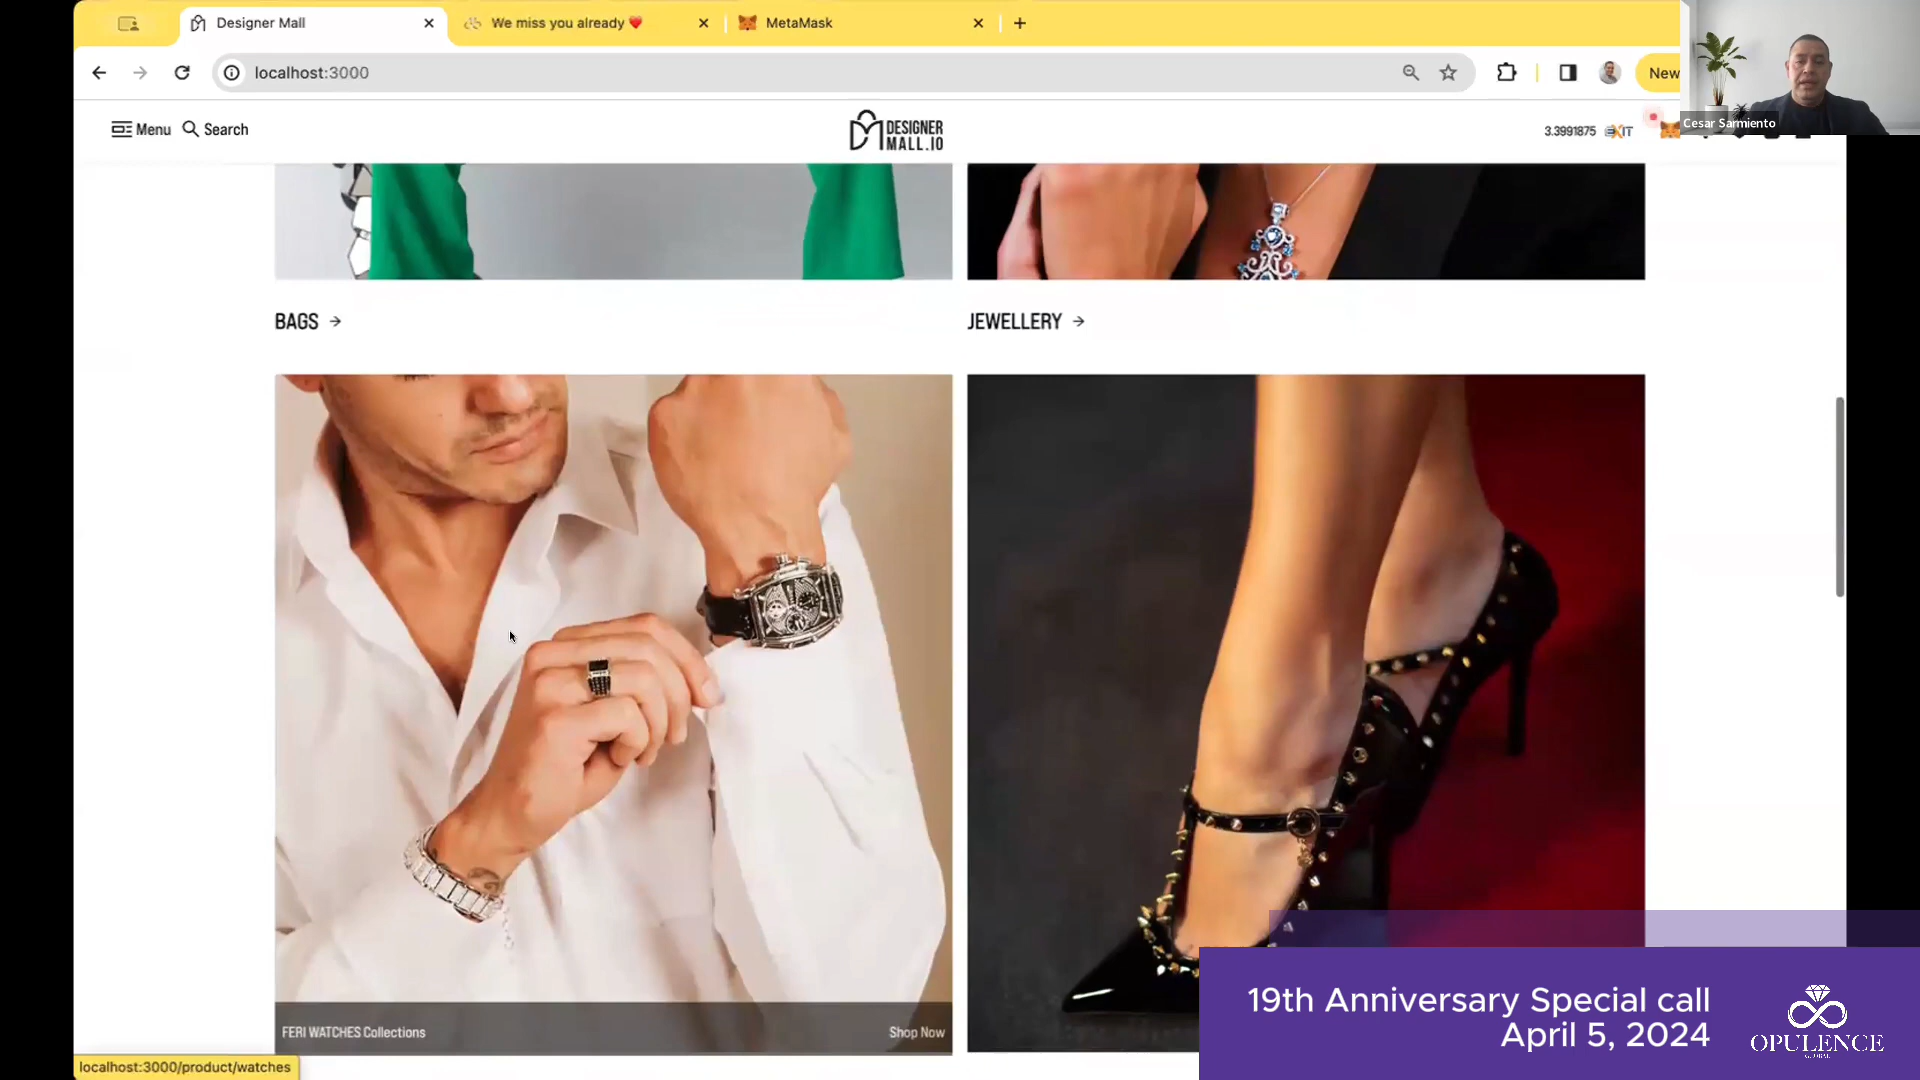 Designer Mall
We miss you already
MetaMask
localhost:3000
New
Cesar Sarmiento
Menu
Search
DESIGNER
MALL.IO
3.3991875
EXIT
BAGS
JEWELLERY
FERI WATCHES Collections
Shop Now
localhost:3000/product/watches
19th Anniversary Special call
April 5, 2024
OPULENCE
GLOBAL